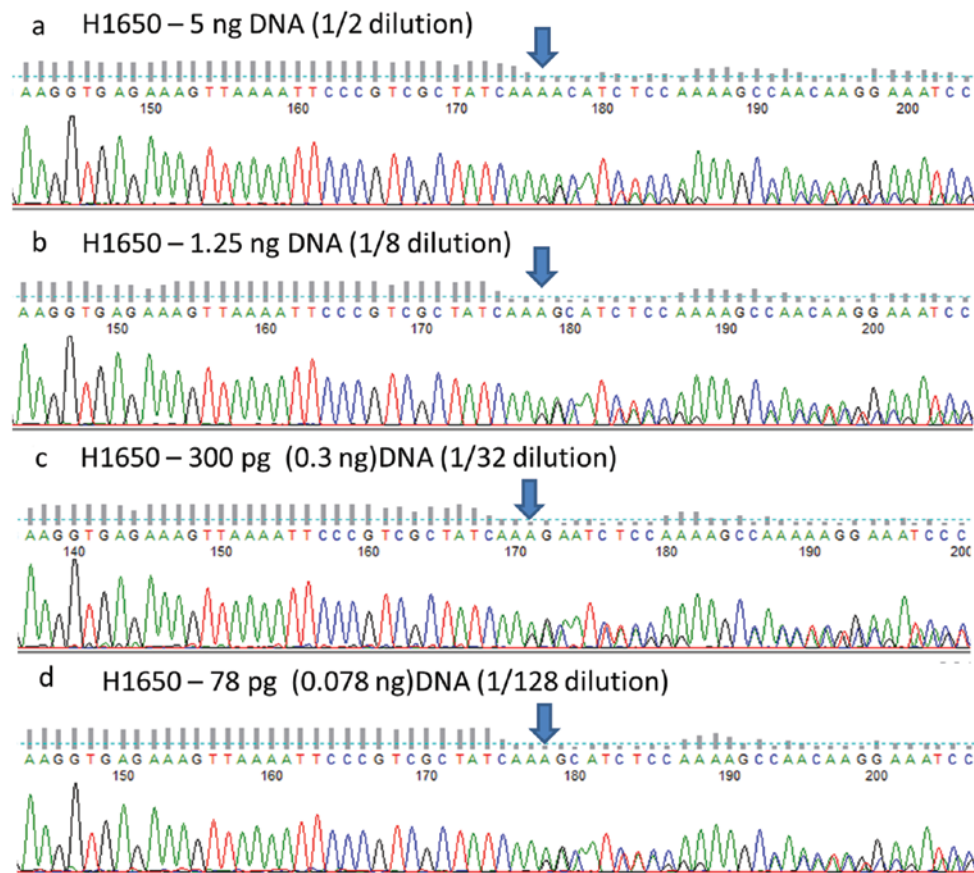 a H1650 – 5 ng DNA (1/2 dilution)
AAGGTGAGAAAGTTAAAATTCCCGTCGCTATCAAAACATCTCCAAAAGCCAACAAGGAAATCC
150 160 170 180 190 200
b H1650 – 1.25 ng DNA (1/8 dilution)
AAGGTGAGAAAGTTAAAATTCCCGTCGCTATCAAAGCATCTCCAAAAGCCAACAAGGAAATCC
150 160 170 180 190 200
c H1650 – 300 pg (0.3 ng)DNA (1/32 dilution)
AAGGTGAGAAAGTTAAAATTCCCGTCGCTATCAAAGAATCTCCAAAAGCCAAAAAGGAAATCCC
140 150 160 170 180 190 200
d H1650 – 78 pg (0.078 ng)DNA (1/128 dilution)
AAGGTGAGAAAGTTAAAATTCCCGTCGCTATCAAAGCATCTCCAAAAGCCAACAAGGAAATCC
150 160 170 180 190 200